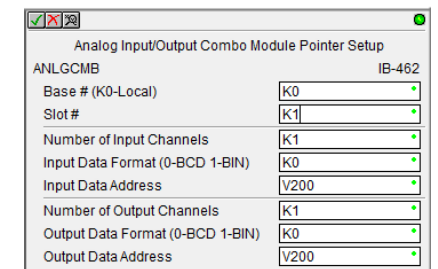 Analog Input/Output Combo Module Pointer Setup
ANLGCMB IB-462
Base # (K0-Local) K0
Slot # K1
Number of Input Channels K1
Input Data Format (0-BCD 1-BIN) K0
Input Data Address V200
Number of Output Channels K1
Output Data Format (0-BCD 1-BIN) K0
Output Data Address V200